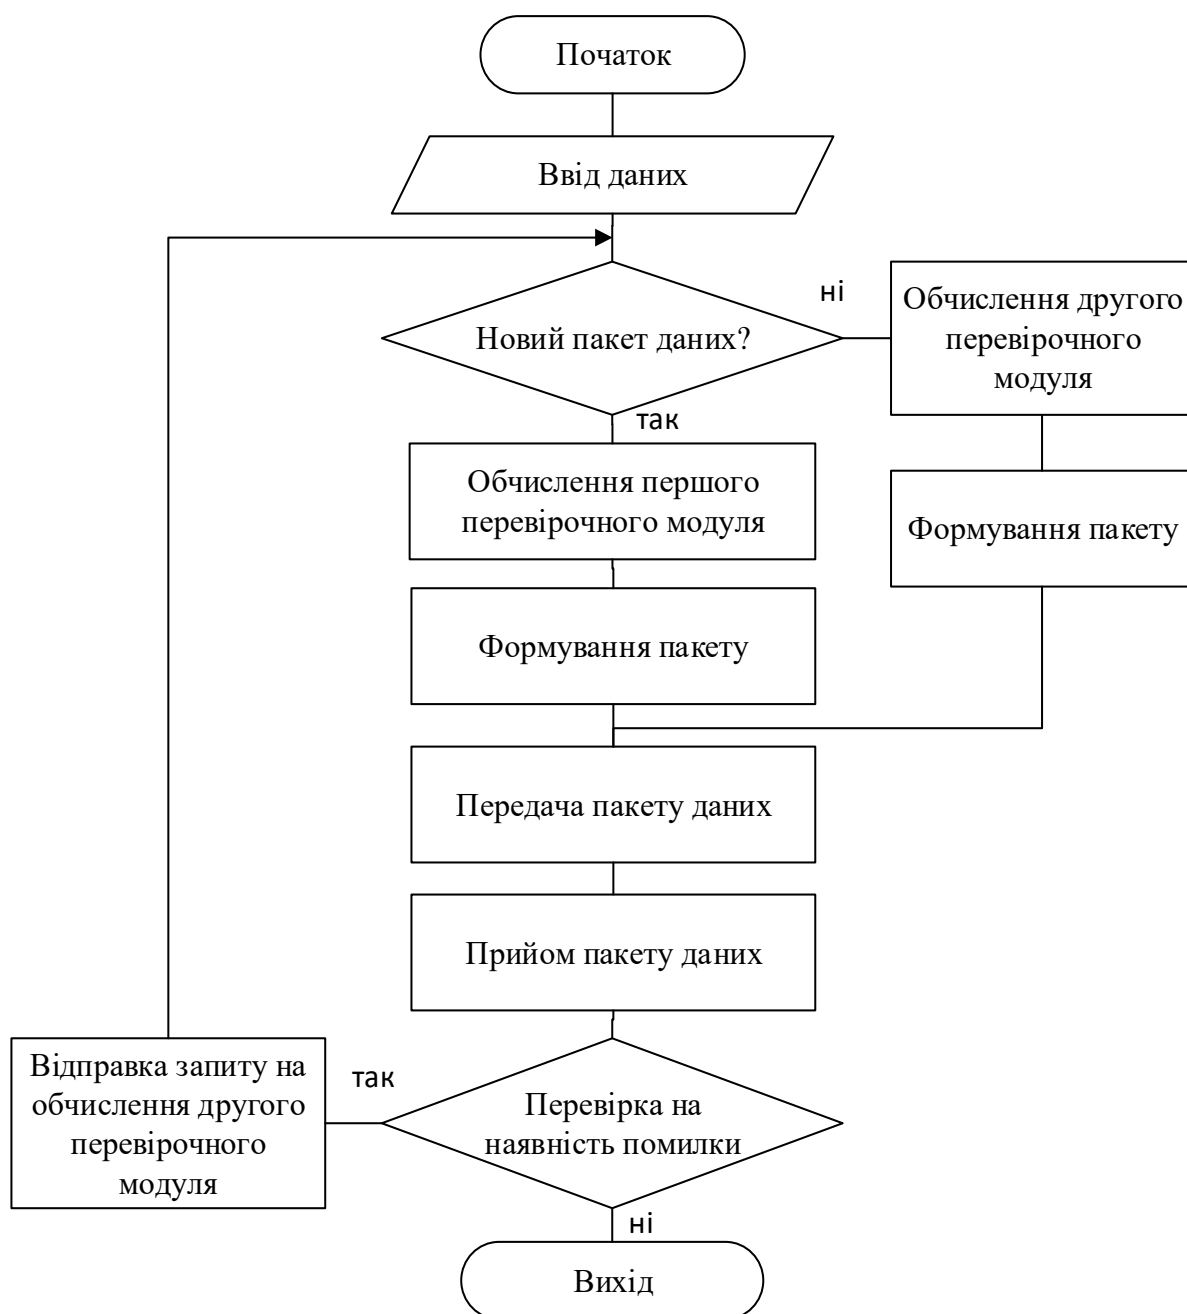 Початок
Ввід даних
Новий пакет даних?
ні
Обчислення другого
перевірочного
модуля
так
Обчислення першого
перевірочного модуля
Формування пакету
Формування пакету
Передача пакету даних
Прийом пакету даних
Відправка запиту на
обчислення другого
перевірочного
модуля
так
Перевірка на
наявність помилки
ні
Вихід